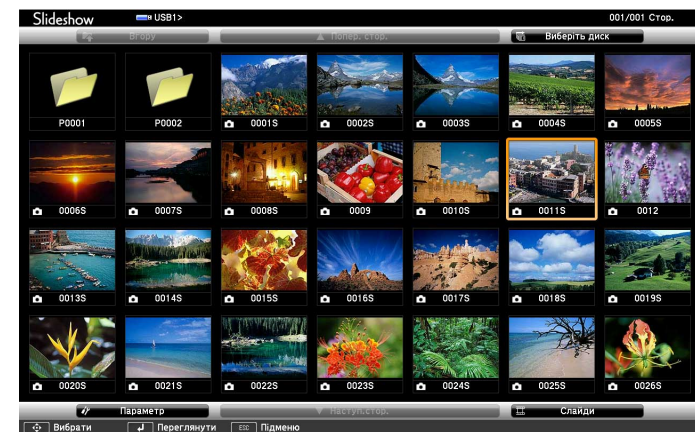 Slideshow USB1> 001/001 Стор.
Вгору ▲ Попер. стор. Виберіть диск
P0001 P0002 0001S 0002S 0003S 0004S 0005S
0006S 0007S 0008S 0009 0010S 0011S 0012
0013S 0014S 0015S 0016S 0017S 0018S 0019S
0020S 0021S 0022S 0023S 0024S 0025S 0026S
Параметр ▼ Наступ.стор. Слайди
Вибрати Переглянути ESC Підменю